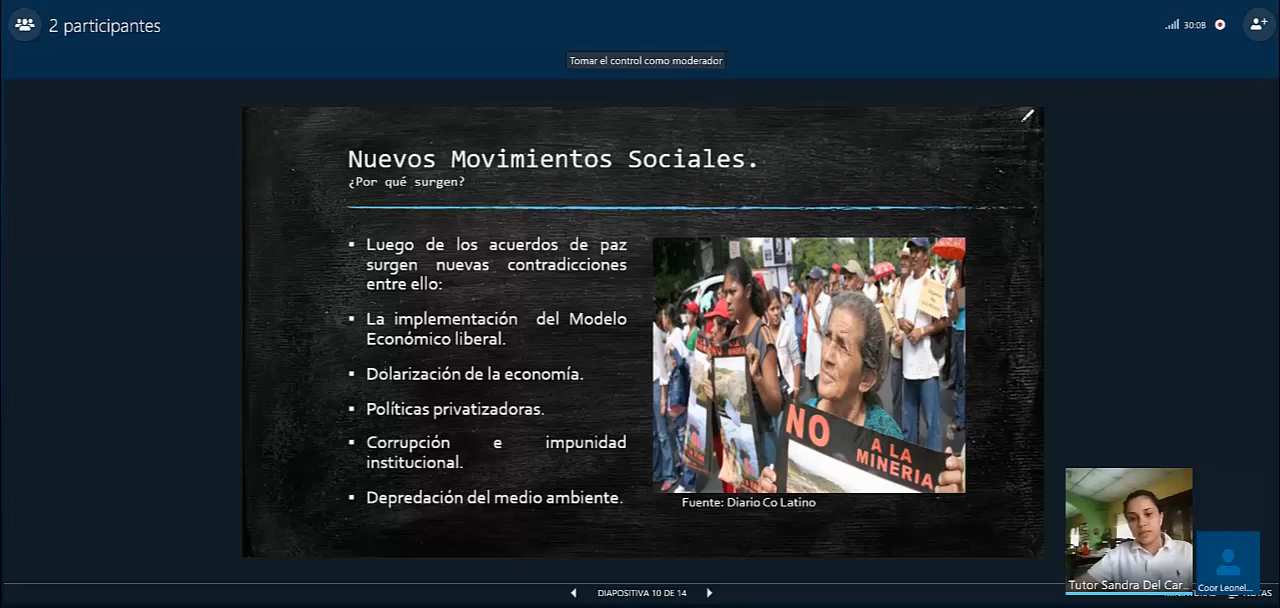 2 participantes
30:08
Tomar el control como moderador
Nuevos Movimientos Sociales.
¿Por qué surgen?
▪ Luego de los acuerdos de paz
surgen nuevas contradicciones
entre ello:
▪ La implementación del Modelo
Económico liberal.
▪ Dolarización de la economía.
▪ Políticas privatizadoras.
▪ Corrupción e impunidad
institucional.
▪ Depredación del medio ambiente.
NO A LA MINERIA
NO
A LA
MINERIA
Fuente: Diario Co Latino
Tutor Sandra Del Car...
Coor Leonel...
DIAPOSITIVA 10 DE 14